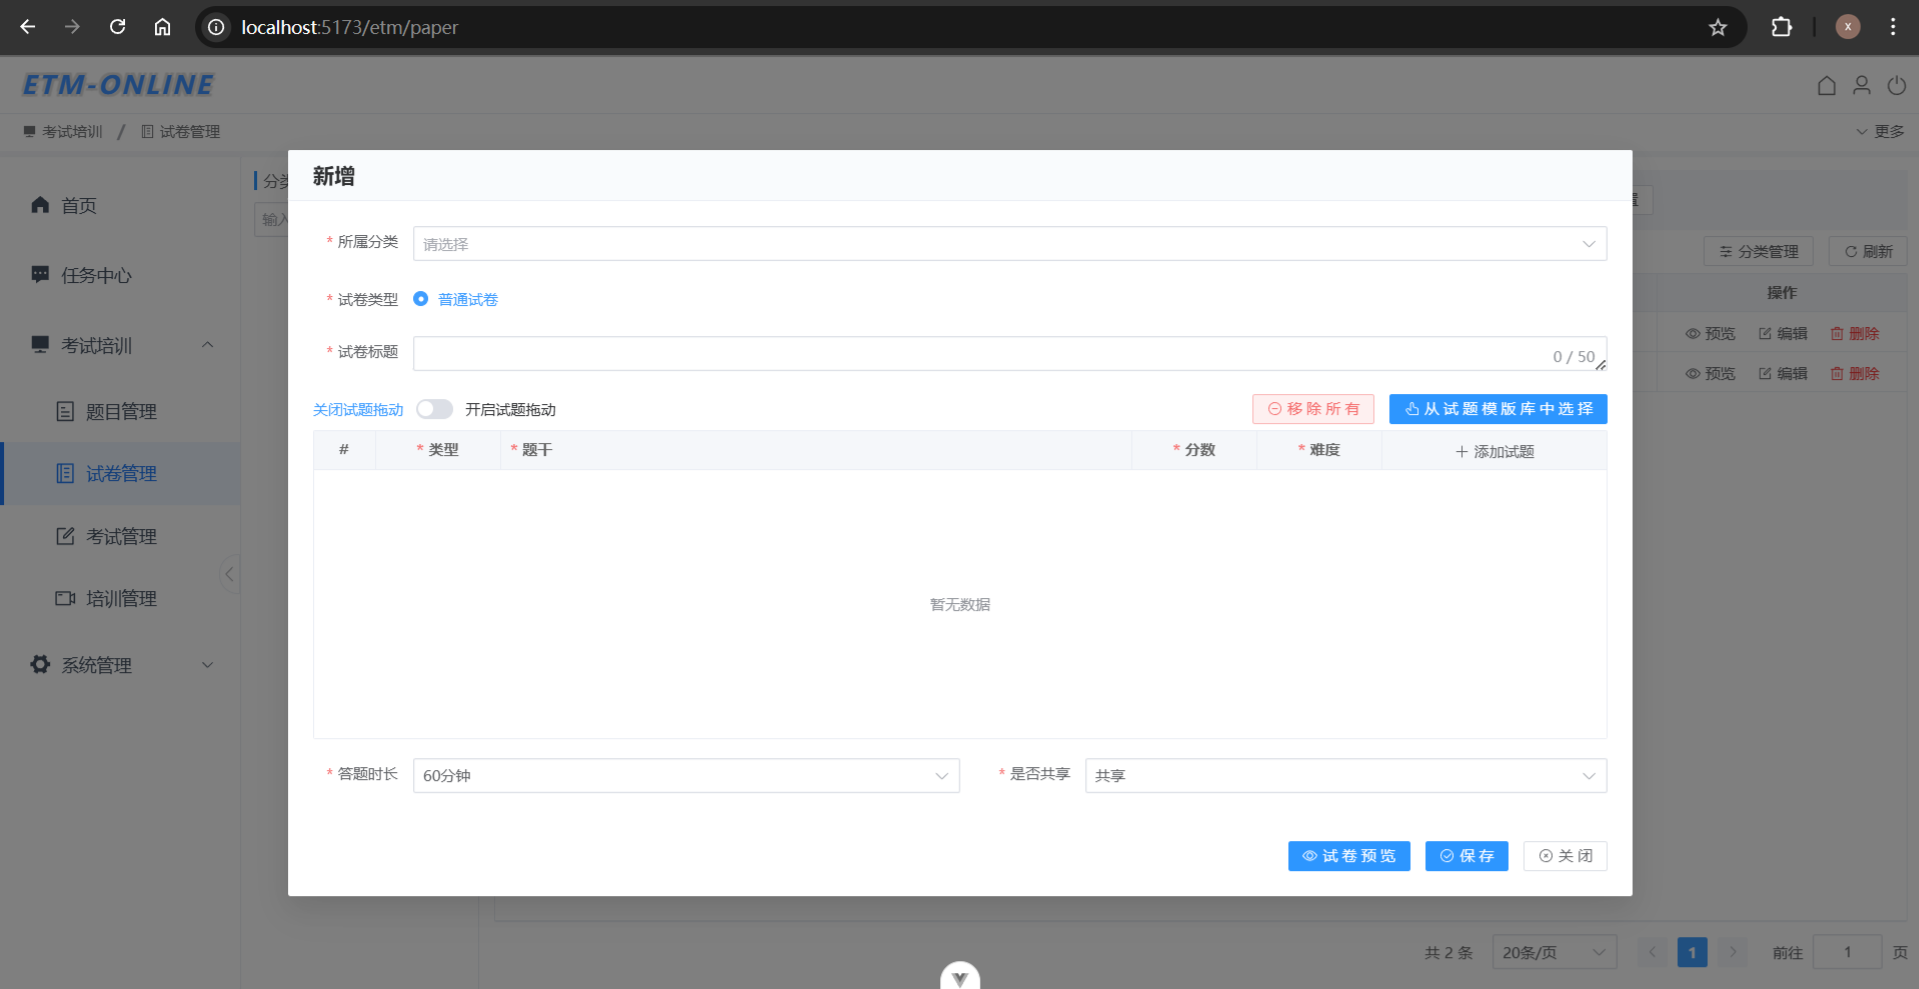 localhost:5173/etm/paper
x
ETM-ONLINE
考试培训 / 试卷管理
更多
首页
任务中心
考试培训
题目管理
试卷管理
考试管理
培训管理
系统管理
分类
输入
分类管理
刷新
操作
预览 编辑 删除
预览 编辑 删除
新增
* 所属分类 请选择
* 试卷类型 普通试卷
* 试卷标题 0 / 50
关闭试题拖动 开启试题拖动 移除所有 从试题模版库中选择
# * 类型 * 题干 * 分数 * 难度 添加试题
暂无数据
* 答题时长 60分钟 * 是否共享 共享
试卷预览 保存 关闭
共 2 条 20条/页 1 前往 1 页